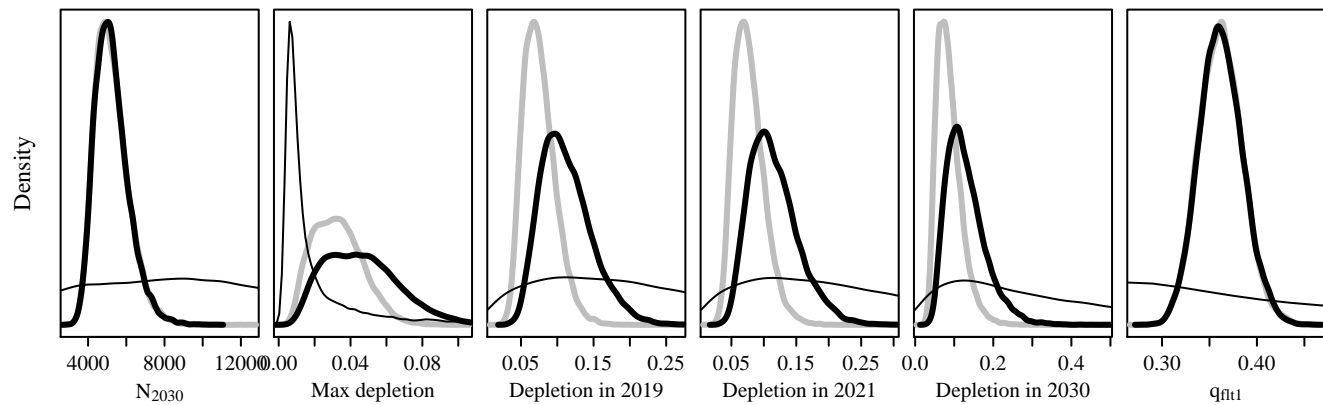 Density
4000 8000 12000
N2030
0.00 0.04 0.08
Max depletion
0.05 0.15 0.25
Depletion in 2019
0.05 0.15 0.25
Depletion in 2021
0.0 0.2 0.4
Depletion in 2030
0.30 0.40
qflt1